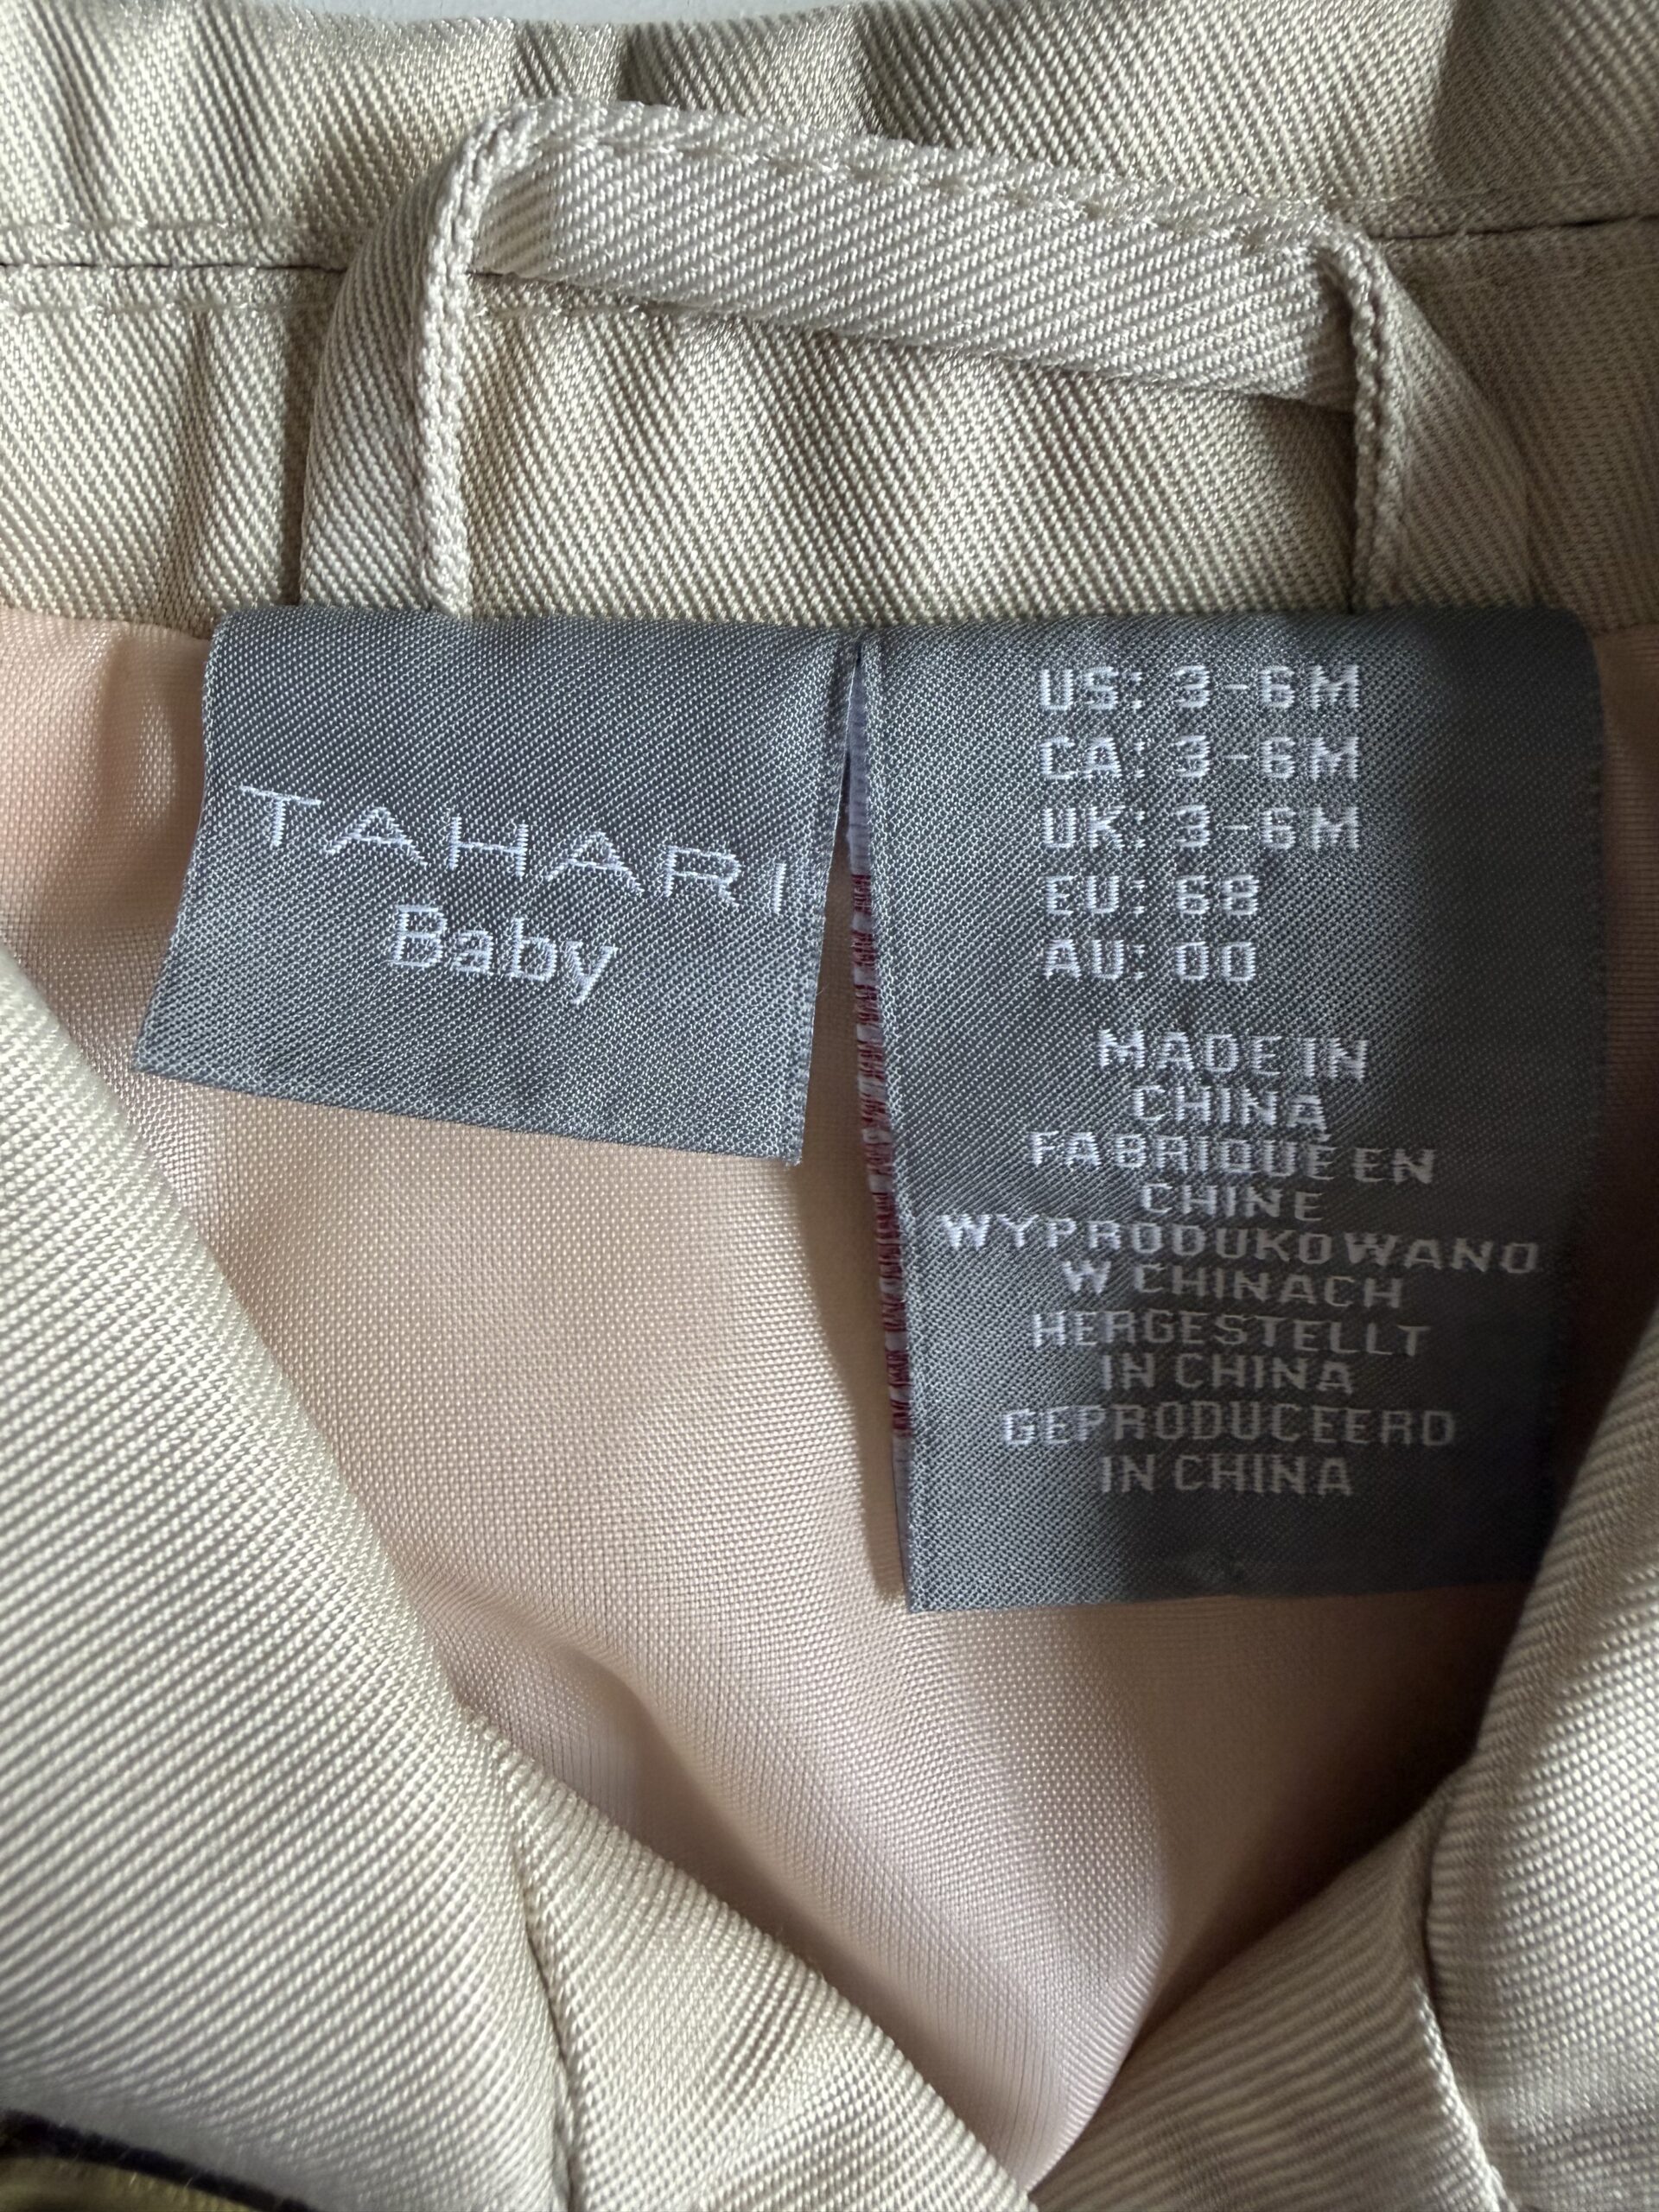 TAHARI
Baby
US: 3-6M
CA: 3-6M
UK: 3-6M
EU: 68
AU: 00
MADE IN
CHINA
FABRIQUÉ EN
CHINE
WYPRODUKOWANO
W CHINACH
HERGESTELLT
IN CHINA
GEPRODUCEERD
IN CHINA